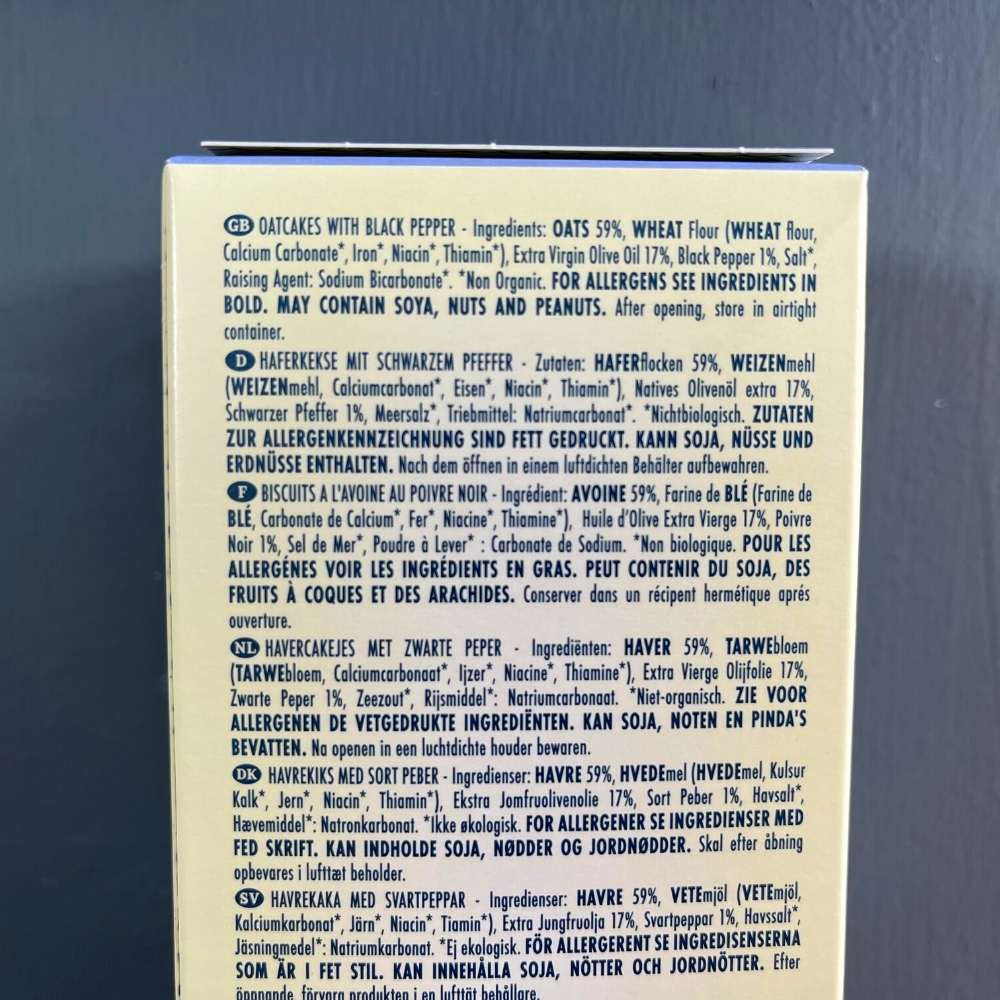 GB OATCAKES WITH BLACK PEPPER - Ingredients: OATS 59%, WHEAT Flour (WHEAT flour,
Calcium Carbonate*, Iron*, Niacin*, Thiamin*), Extra Virgin Olive Oil 17%, Black Pepper 1%, Salt*,
Raising Agent: Sodium Bicarbonate*. *Non Organic. FOR ALLERGENS SEE INGREDIENTS IN
BOLD. MAY CONTAIN SOYA, NUTS AND PEANUTS. After opening, store in airtight
container.
D HAFERKEKSE MIT SCHWARZEM PFEFFER - Zutaten: HAFERflocken 59%, WEIZENmehl
(WEIZENmehl, Calciumcarbonat*, Eisen*, Niacin*, Thiamin*), Natives Olivenöl extra 17%,
Schwarzer Pfeffer 1%, Meersalz*, Triebmittel: Natriumcarbonat*. *Nichtbiologisch. ZUTATEN
ZUR ALLERGENKENNZEICHNUNG SIND FETT GEDRUCKT. KANN SOJA, NÜSSE UND
ERDNÜSSE ENTHALTEN. Nach dem öffnen in einem luftdichten Behälter aufbewahren.
F BISCUITS A L'AVOINE AU POIVRE NOIR - Ingrédient: AVOINE 59%, Farine de BLÉ (Farine de
BLÉ, Carbonate de Calcium*, Fer*, Niacine*, Thiamine*), Huile d'Olive Extra Vierge 17%, Poivre
Noir 1%, Sel de Mer*, Poudre à Lever* : Carbonate de Sodium. *Non biologique. POUR LES
ALLERGÉNES VOIR LES INGRÉDIENTS EN GRAS. PEUT CONTENIR DU SOJA, DES
FRUITS À COQUES ET DES ARACHIDES. Conserver dans un récipent hermétique aprés
ouverture.
NL HAVERCAKEJES MET ZWARTE PEPER - Ingrediënten: HAVER 59%, TARWEbloem
(TARWEbloem, Calciumcarbonaat*, Ijzer*, Niacine*, Thiamine*), Extra Vierge Olijfolie 17%,
Zwarte Peper 1%, Zeezout*, Rijsmiddel*: Natriumcarbonaat. *Niet-organisch. ZIE VOOR
ALLERGENEN DE VETGEDRUKTE INGREDIËNTEN. KAN SOJA, NOTEN EN PINDA'S
BEVATTEN. Na openen in een luchtdichte houder bewaren.
DK HAVREKIKS MED SORT PEBER - Ingredienser: HAVRE 59%, HVEDEmel (HVEDEmel, Kulsur
Kalk*, Jern*, Niacin*, Thiamin*), Ekstra Jomfruolivenolie 17%, Sort Peber 1%, Havsalt*,
Hævemiddel*: Natronkarbonat. *Ikke økologisk. FOR ALLERGENER SE INGREDIENSER MED
FED SKRIFT. KAN INDHOLDE SOJA, NØDDER OG JORDNØDDER. Skal efter åbning
opbevares i lufttæt beholder.
SV HAVREKAKA MED SVARTPEPPAR - Ingredienser: HAVRE 59%, VETEmjöl (VETEmjöl,
Kalciumkarbonat*, Järn*, Niacin*, Tiamin*), Extra Jungfruolja 17%, Svartpeppar 1%, Havssalt*,
Jäsningmedel*: Natriumkarbonat. *Ej ekologisk. FÖR ALLERGERENT SE INGREDISENSERNA
SOM ÄR I FET STIL. KAN INNEHÅLLA SOJA, NÖTTER OCH JORDNÖTTER. Efter
öppnande, förvara produkten i en lufttät behållare.